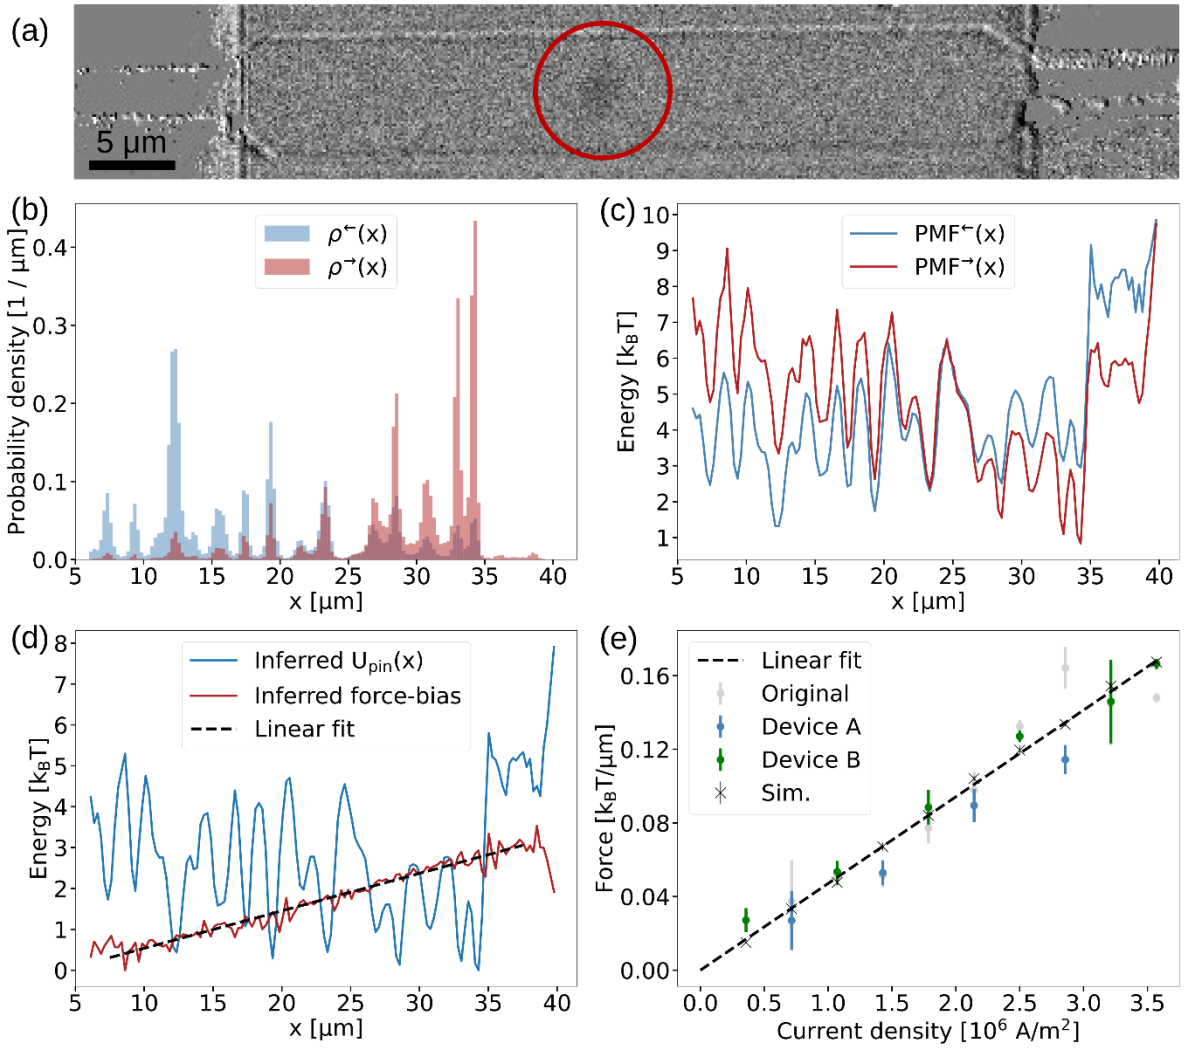 (a)
5 µm
(b)
ρ←(x)
ρ→(x)
Probability density [1 / µm]
0.4
0.3
0.2
0.1
0.0
5 10 15 20 25 30 35 40
x [µm]
(c)
PMF←(x)
PMF→(x)
Energy [kBT]
10
9
8
7
6
5
4
3
2
1
5 10 15 20 25 30 35 40
x [µm]
(d)
Inferred Upin(x)
Inferred force-bias
Linear fit
Energy [kBT]
8
7
6
5
4
3
2
1
0
5 10 15 20 25 30 35 40
x [µm]
(e)
Linear fit
Original
Device A
Device B
Sim.
Force [kBT/µm]
0.16
0.12
0.08
0.04
0.00
0.0 0.5 1.0 1.5 2.0 2.5 3.0 3.5
Current density [10⁶ A/m²]